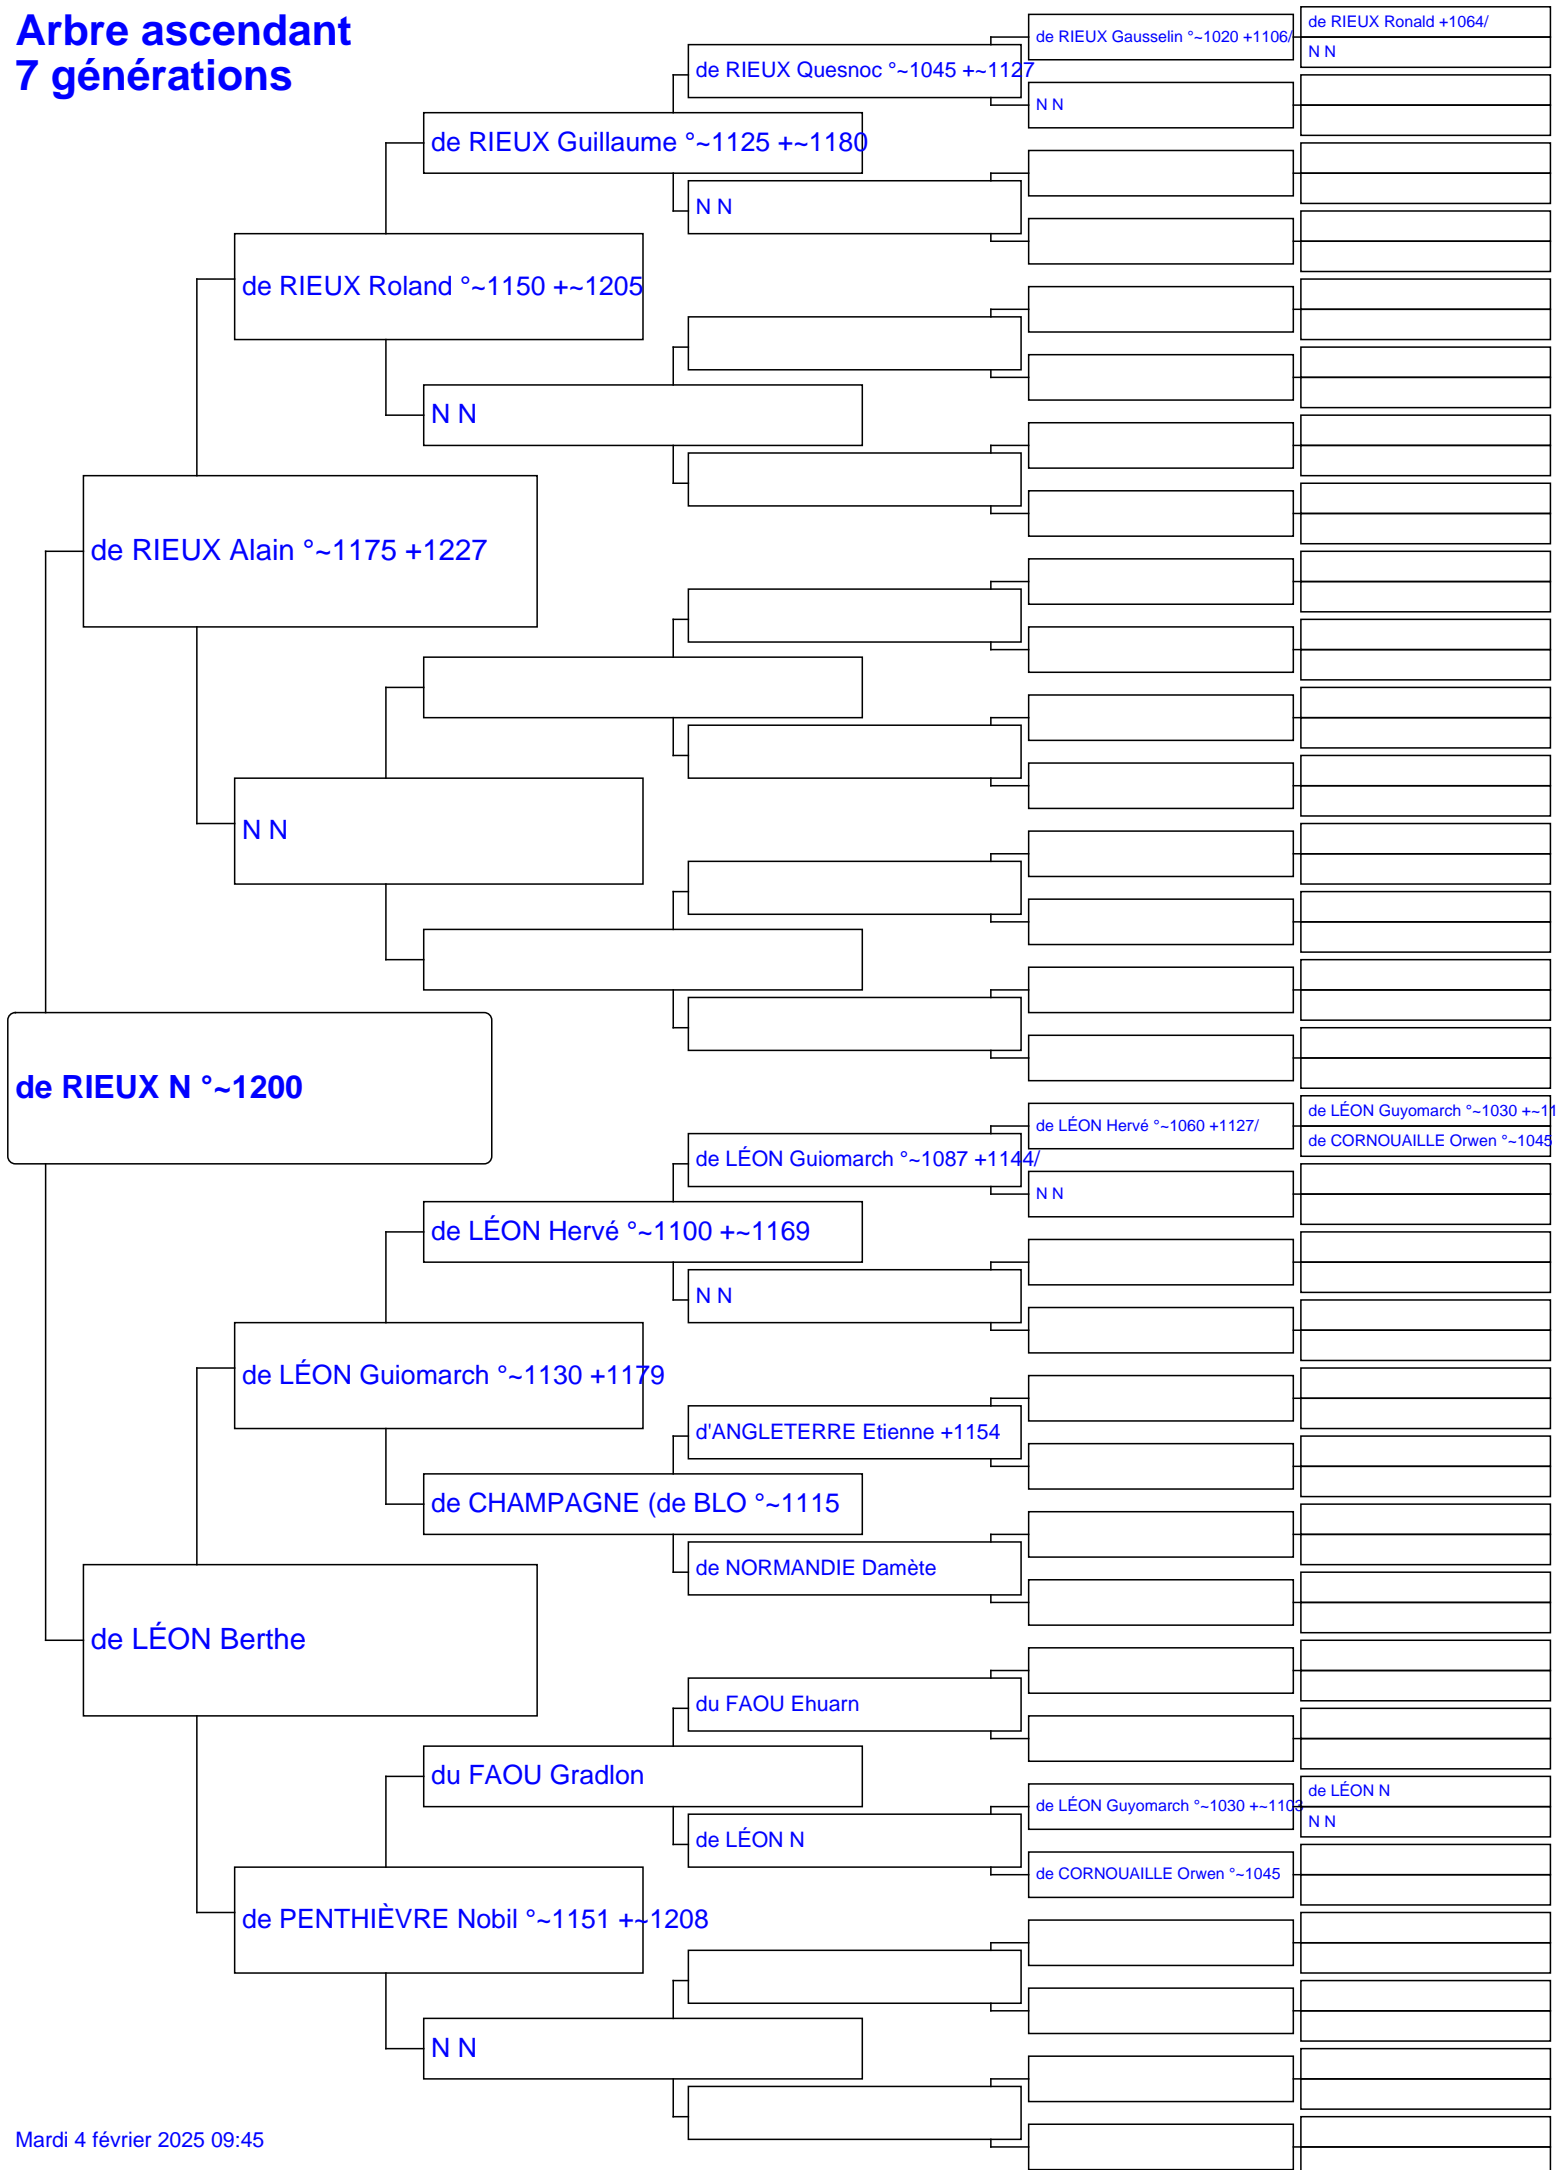 Arbre ascendant
7 générations
de RIEUX Ronald +1064/
de RIEUX Gausselin °~1020 +1106/
N N
de RIEUX Quesnoc °~1045 +~1127
N N
de RIEUX Guillaume °~1125 +~1180
N N
de RIEUX Roland °~1150 +~1205
N N
de RIEUX Alain °~1175 +1227
N N
de RIEUX N °~1200
de LÉON Guyomarch °~1030 +~11
de LÉON Hervé °~1060 +1127/
de CORNOUAILLE Orwen °~1045
de LÉON Guiomarch °~1087 +1144/
N N
de LÉON Hervé °~1100 +~1169
N N
de LÉON Guiomarch °~1130 +1179
d'ANGLETERRE Etienne +1154
de CHAMPAGNE (de BLO °~1115
de NORMANDIE Damète
de LÉON Berthe
du FAOU Ehuarn
du FAOU Gradlon
de LÉON N
de LÉON Guyomarch °~1030 +~1103
N N
de LÉON N
de CORNOUAILLE Orwen °~1045
de PENTHIÈVRE Nobil °~1151 +~1208
N N
Mardi 4 février 2025 09:45